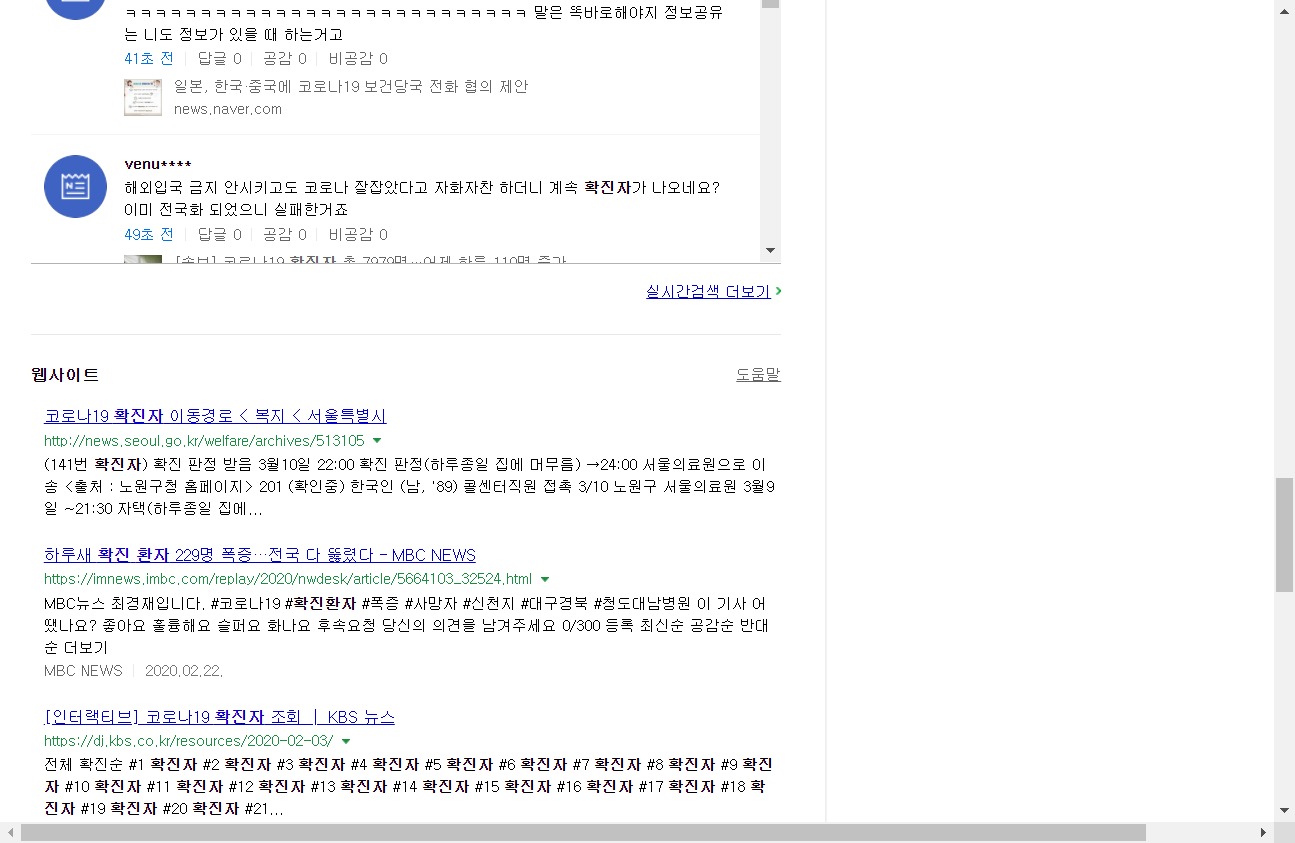 ㅋㅋㅋㅋㅋㅋㅋㅋㅋㅋㅋㅋㅋㅋㅋㅋㅋㅋㅋㅋㅋㅋㅋㅋㅋㅋㅋ 말은 똑바로해야지 정보공유
는 니도 정보가 있을 때 하는거고
41초 전 답글 0 공감 0 비공감 0
일본, 한국·중국에 코로나19 보건당국 전화 협의 제안
news.naver.com
venu****
해외입국 금지 안시키고도 코로나 잘잡았다고 자화자찬 하더니 계속 확진자가 나오네요?
이미 전국화 되었으니 실패한거죠
49초 전 답글 0 공감 0 비공감 0
[속보] 코로나19 확진자 총 7979명…어제 하루 110명 증가
실시간검색 더보기
웹사이트 도움말
코로나19 확진자 이동경로 < 복지 < 서울특별시
http://news.seoul.go.kr/welfare/archives/513105
(141번 확진자) 확진 판정 받음 3월10일 22:00 확진 판정(하루종일 집에 머무름) →24:00 서울의료원으로 이
송 <출처 : 노원구청 홈페이지> 201 (확인중) 한국인 (남, '89) 콜센터직원 접촉 3/10 노원구 서울의료원 3월9
일 ~21:30 자택(하루종일 집에...
하루새 확진 환자 229명 폭증…전국 다 뚫렸다 - MBC NEWS
https://imnews.imbc.com/replay/2020/nwdesk/article/5664103_32524.html
MBC뉴스 최경재입니다. #코로나19 #확진환자 #폭증 #사망자 #신천지 #대구경북 #청도대남병원 이 기사 어
땠나요? 좋아요 훌륭해요 슬퍼요 화나요 후속요청 당신의 의견을 남겨주세요 0/300 등록 최신순 공감순 반대
순 더보기
MBC NEWS 2020.02.22.
[인터랙티브] 코로나19 확진자 조회 | KBS 뉴스
https://dj.kbs.co.kr/resources/2020-02-03/
전체 확진순 #1 확진자 #2 확진자 #3 확진자 #4 확진자 #5 확진자 #6 확진자 #7 확진자 #8 확진자 #9 확진
자 #10 확진자 #11 확진자 #12 확진자 #13 확진자 #14 확진자 #15 확진자 #16 확진자 #17 확진자 #18 확
진자 #19 확진자 #20 확진자 #21...